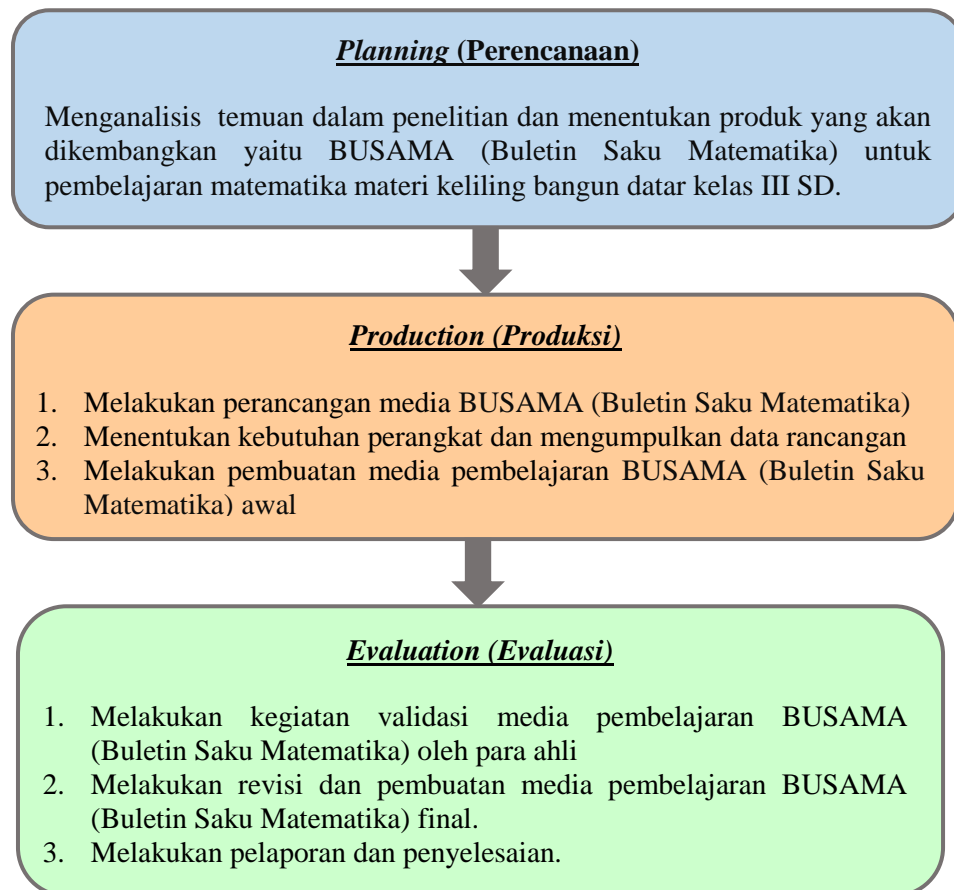 Planning (Perencanaan)
Menganalisis temuan dalam penelitian dan menentukan produk yang akan
dikembangkan yaitu BUSAMA (Buletin Saku Matematika) untuk
pembelajaran matematika materi keliling bangun datar kelas III SD.
Production (Produksi)
1. Melakukan perancangan media BUSAMA (Buletin Saku Matematika)
2. Menentukan kebutuhan perangkat dan mengumpulkan data rancangan
3. Melakukan pembuatan media pembelajaran BUSAMA (Buletin Saku
Matematika) awal
Evaluation (Evaluasi)
1. Melakukan kegiatan validasi media pembelajaran BUSAMA
(Buletin Saku Matematika) oleh para ahli
2. Melakukan revisi dan pembuatan media pembelajaran BUSAMA
(Buletin Saku Matematika) final.
3. Melakukan pelaporan dan penyelesaian.